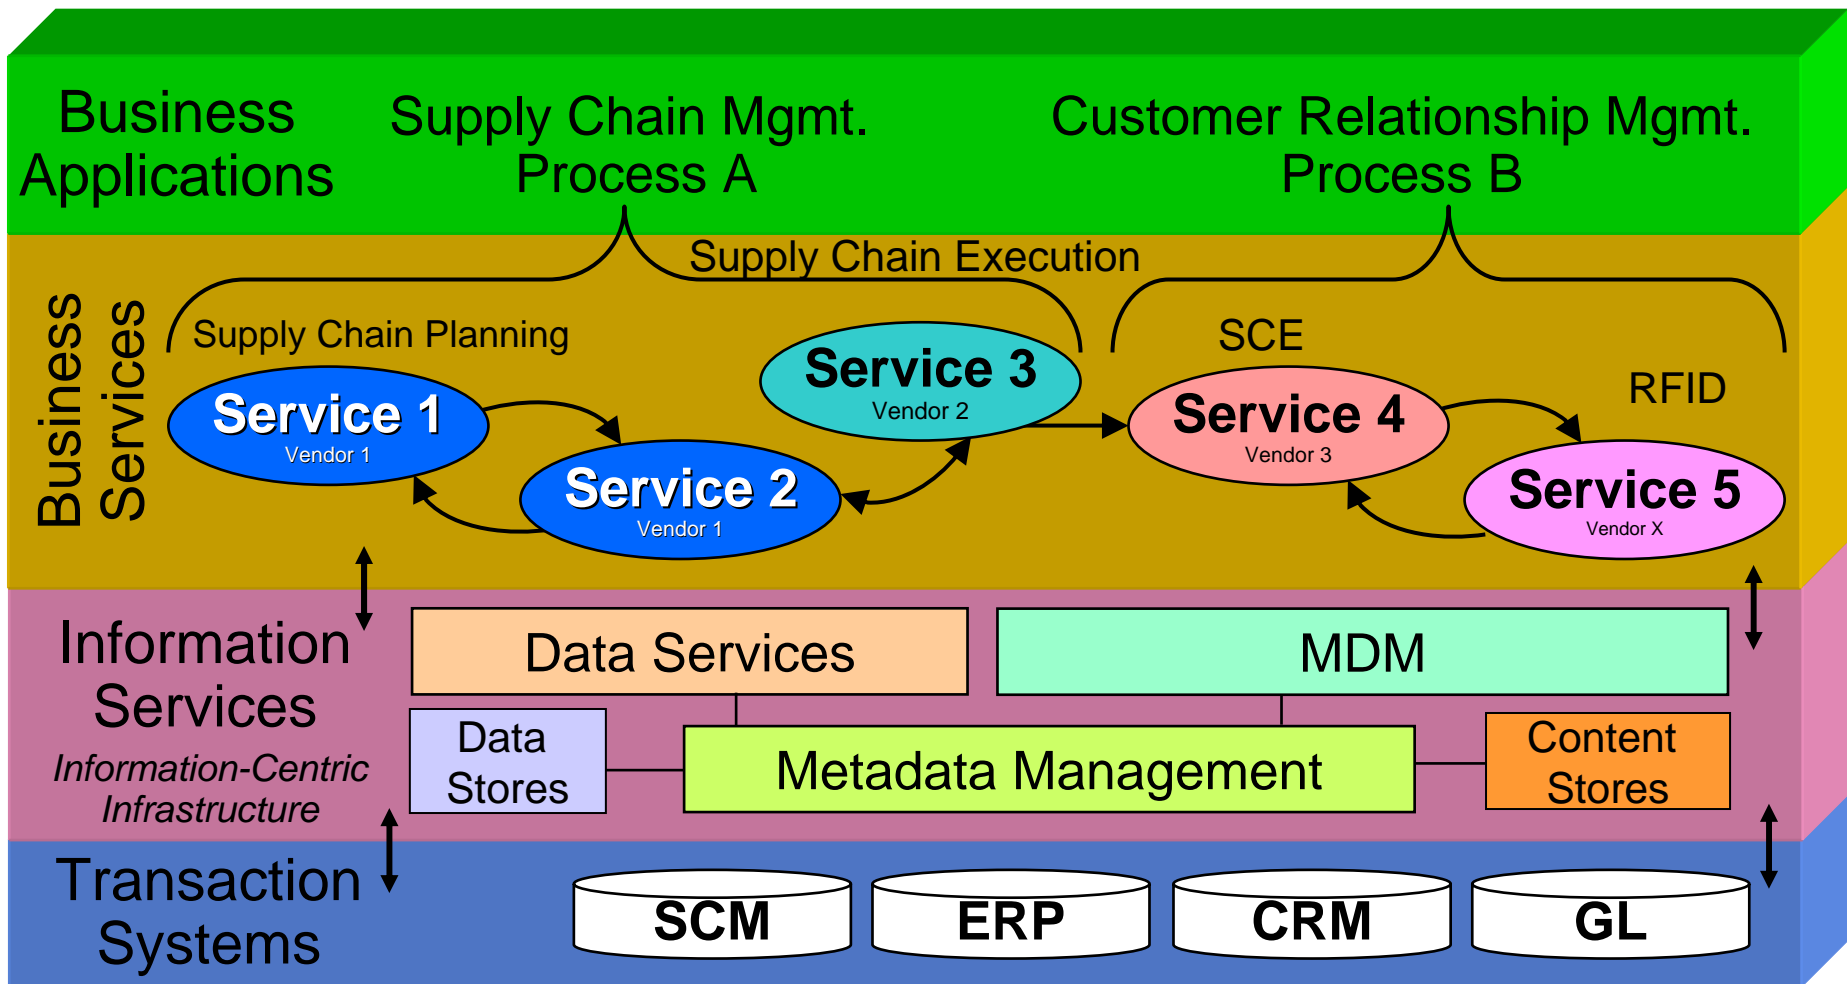 Business
Applications
Supply Chain Mgmt.
Process A
Customer Relationship Mgmt.
Process B
Business
Services
Supply Chain Execution
Supply Chain Planning
SCE
RFID
Service 1
Vendor 1
Service 2
Vendor 1
Service 3
Vendor 2
Service 4
Vendor 3
Service 5
Vendor X
Information
Services
Information-Centric
Infrastructure
Data Services
MDM
Data
Stores
Metadata Management
Content
Stores
Transaction
Systems
SCM
ERP
CRM
GL